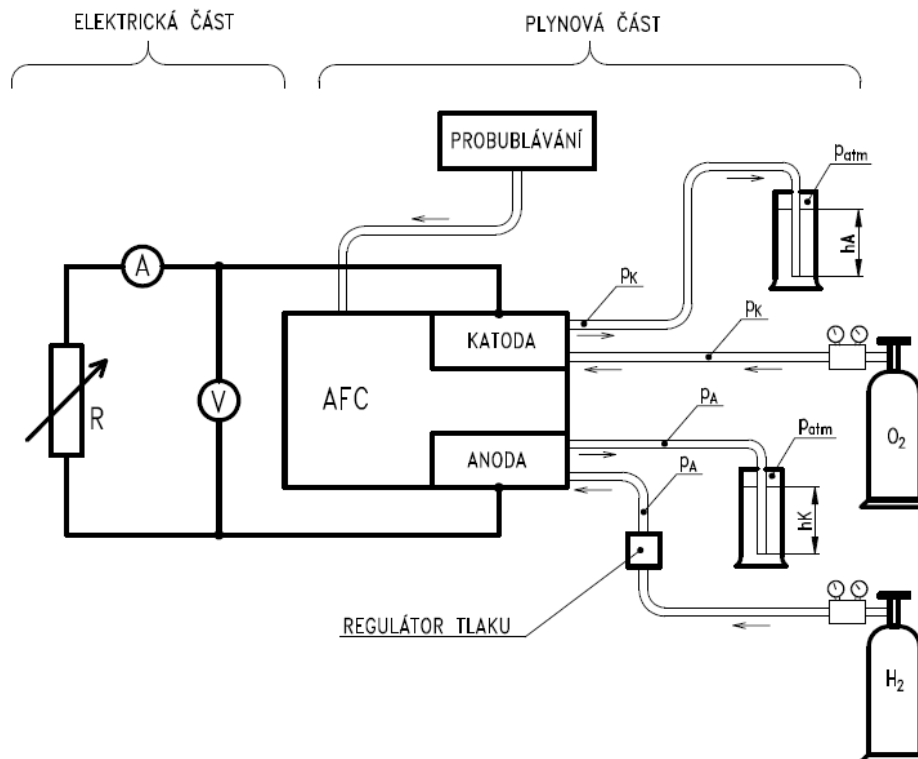 ELEKTRICKÁ ČÁST
PLYNOVÁ ČÁST
PROBUBLÁVÁNÍ
Patm
hA
A
PK
KATODA
PK
V
AFC
R
PA
O2
Patm
ANODA
PA
hK
REGULÁTOR TLAKU
H2